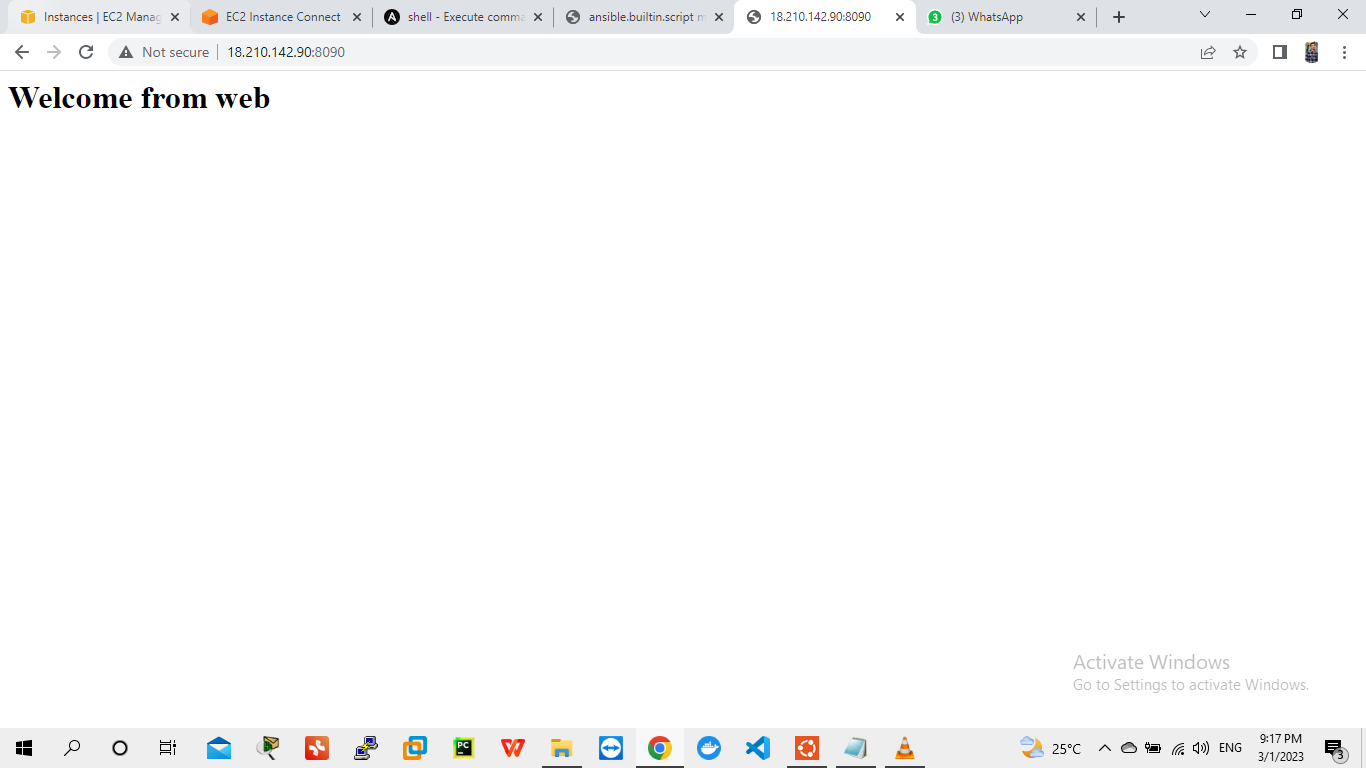 Instances | EC2 Manag
EC2 Instance Connect
shell - Execute comma
ansible.builtin.script m
18.210.142.90:8090
3
(3) WhatsApp
Not secure
18.210.142.90:8090
Welcome from web
Activate Windows
Go to Settings to activate Windows.
PC
25°C
ENG
9:17 PM
3/1/2023
3